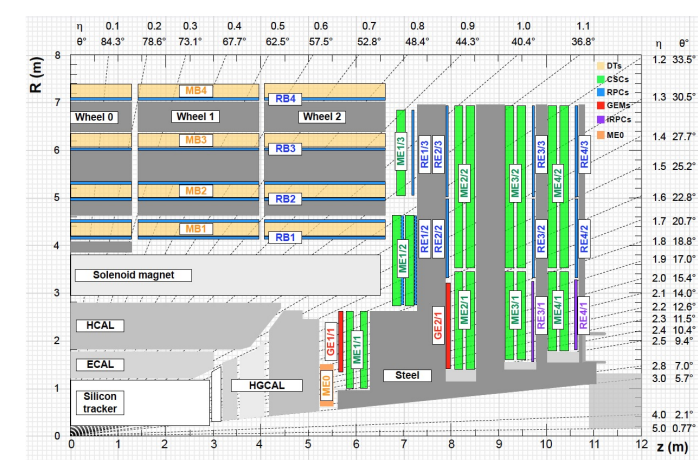 η 0.1 0.2 0.3 0.4 0.5 0.6 0.7 0.8 0.9 1.0 1.1
θ° 84.3° 78.6° 73.1° 67.7° 62.5° 57.5° 52.8° 48.4° 44.3° 40.4° 36.8° η θ°
R (m)
8
7
6
5
4
3
2
1
0
1.2 33.5°
1.3 30.5°
1.4 27.7°
1.5 25.2°
1.6 22.8°
1.7 20.7°
1.8 18.8°
1.9 17.0°
2.0 15.4°
2.1 14.0°
2.2 12.6°
2.3 11.5°
2.4 10.4°
2.5 9.4°
2.8 7.0°
3.0 5.7°
4.0 2.1°
5.0 0.77°
DTs
CSCs
RPCs
GEMs
iRPCs
ME0
MB4
RB4
Wheel 0
Wheel 1
Wheel 2
MB3
RB3
MB2
RB2
MB1
RB1
Solenoid magnet
HCAL
ECAL
Silicon
tracker
HGCAL
Steel
ME1/3
ME1/2
GE1/1
ME1/1
ME0
RE1/3
RE2/3
RE1/2
RE2/2
GE2/1
ME2/2
ME2/1
ME3/2
ME3/1
RE3/3
RE3/2
RE3/1
ME4/2
ME4/1
RE4/3
RE4/2
RE4/1
0 1 2 3 4 5 6 7 8 9 10 11 12
z (m)